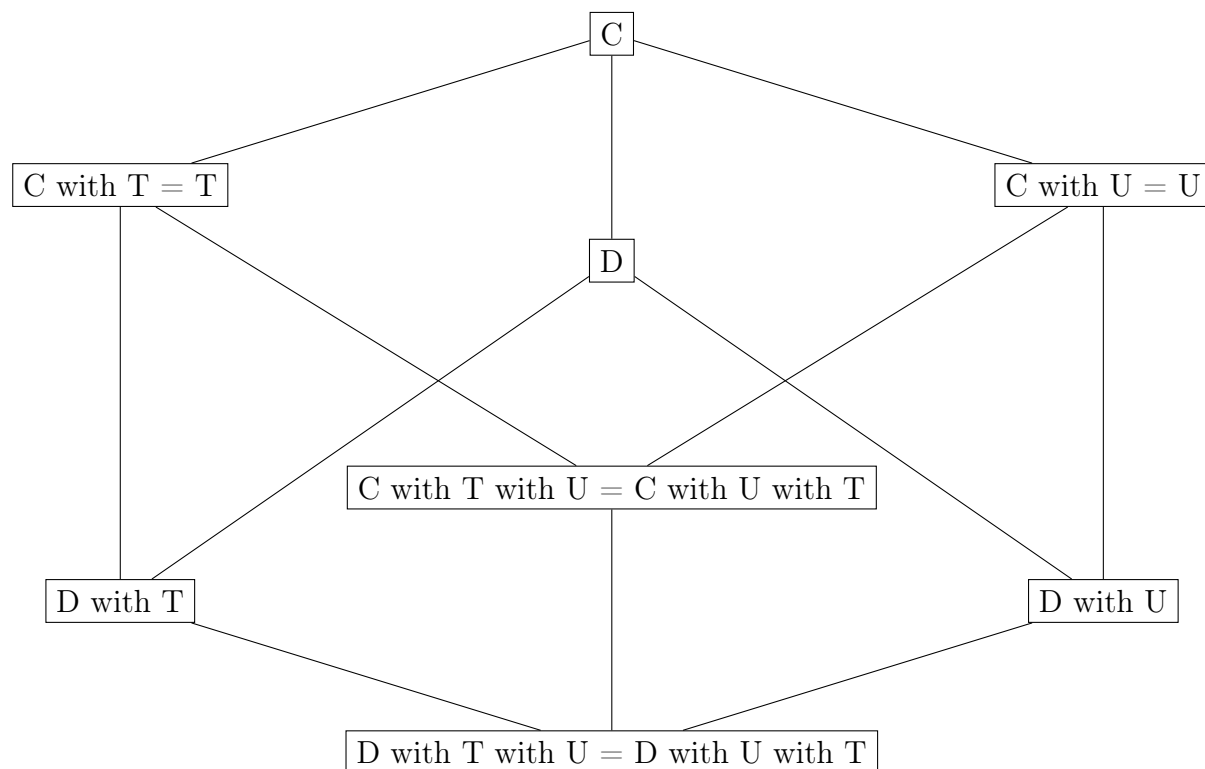 C
C with T = T
C with U = U
D
C with T with U = C with U with T
D with T
D with U
D with T with U = D with U with T